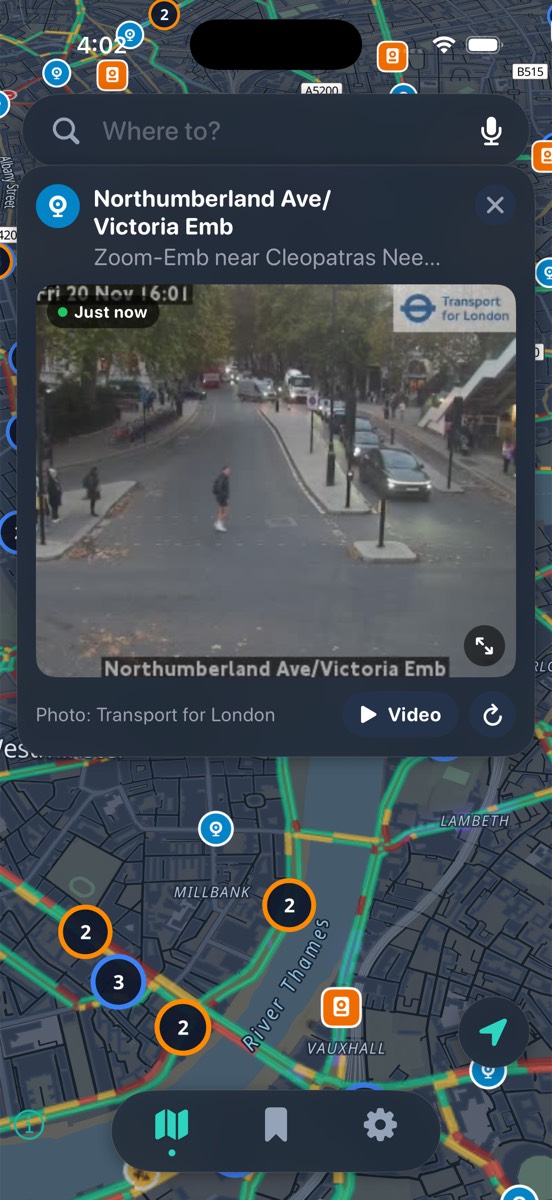 2
4:02
B515
A5200
Where to?
Albany Street
Northumberland Ave/
Victoria Emb
Zoom-Emb near Cleopatras Nee...
420
Fri 20 Nov 16:01
Just now
Transport
for London
Northumberland Ave/Victoria Emb
Photo: Transport for London
Video
LAMBETH
MILLBANK
2
2
3
2
River Thames
VAUXHALL
1